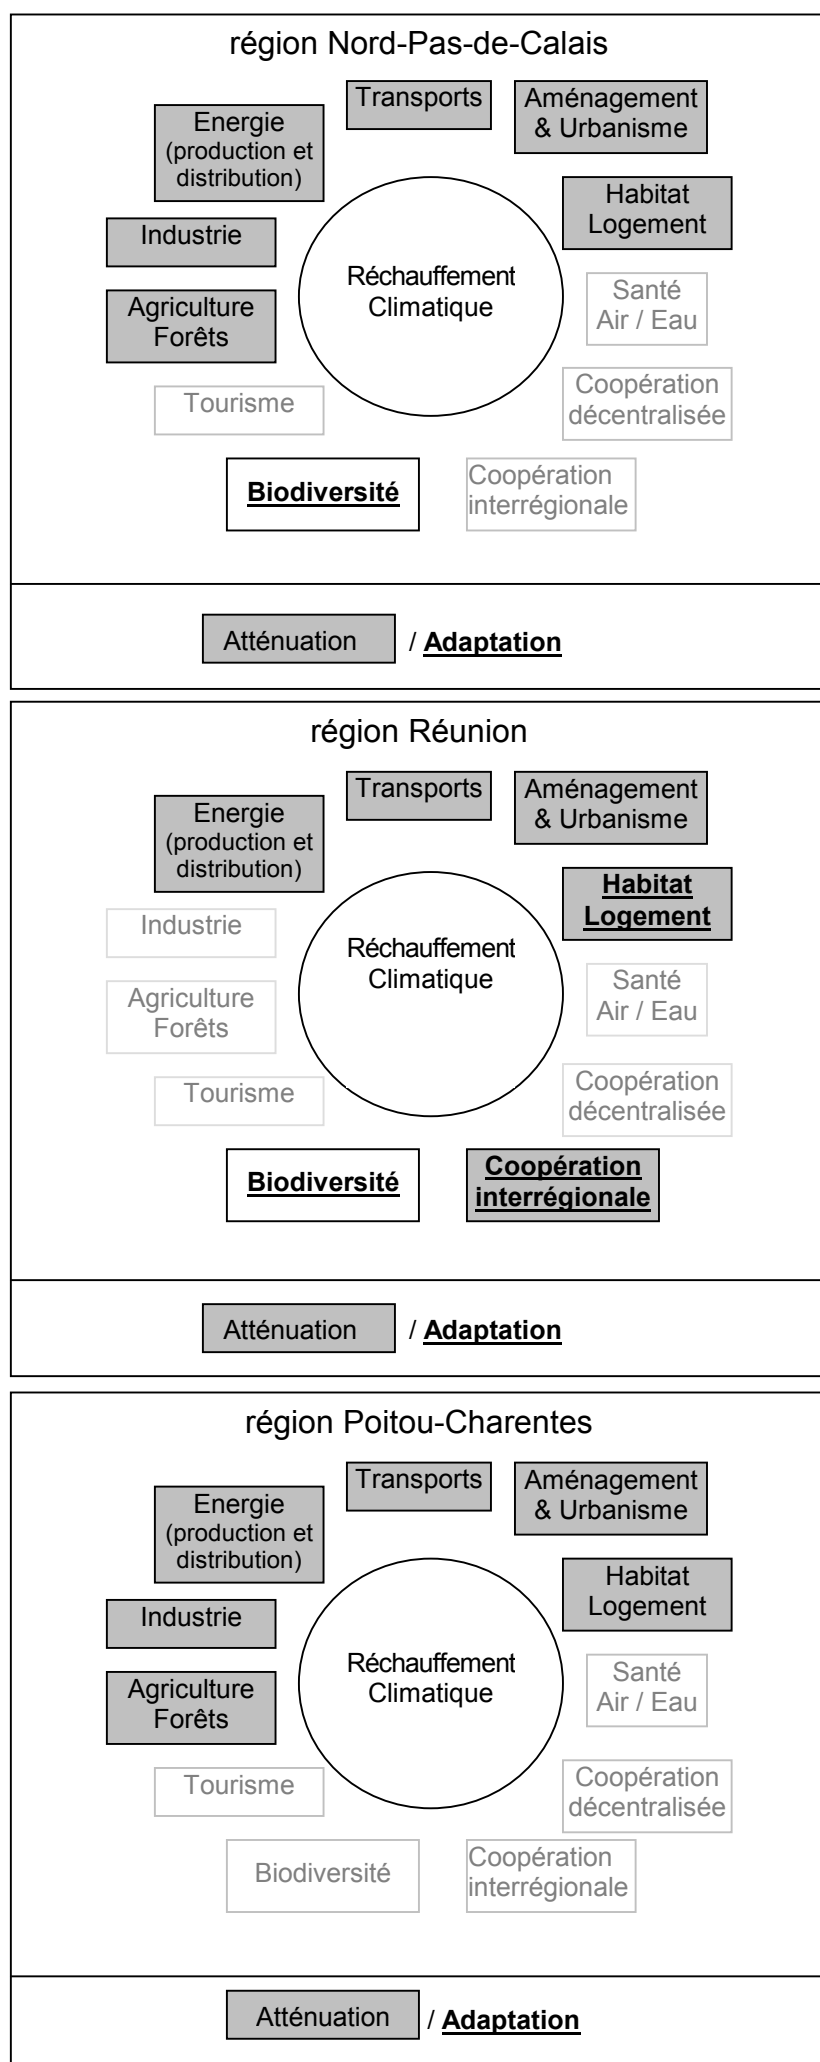 région Nord-Pas-de-Calais
Transports
Aménagement
& Urbanisme
Energie
(production et
distribution)
Habitat
Logement
Industrie
Réchauffement
Climatique
Santé
Air / Eau
Agriculture
Forêts
Coopération
décentralisée
Tourisme
Biodiversité
Coopération
interrégionale
Atténuation / Adaptation
région Réunion
Transports
Aménagement
& Urbanisme
Energie
(production et
distribution)
Habitat
Logement
Industrie
Réchauffement
Climatique
Santé
Air / Eau
Agriculture
Forêts
Coopération
décentralisée
Tourisme
Biodiversité
Coopération
interrégionale
Atténuation / Adaptation
région Poitou-Charentes
Transports
Aménagement
& Urbanisme
Energie
(production et
distribution)
Habitat
Logement
Industrie
Réchauffement
Climatique
Santé
Air / Eau
Agriculture
Forêts
Coopération
décentralisée
Tourisme
Biodiversité
Coopération
interrégionale
Atténuation / Adaptation